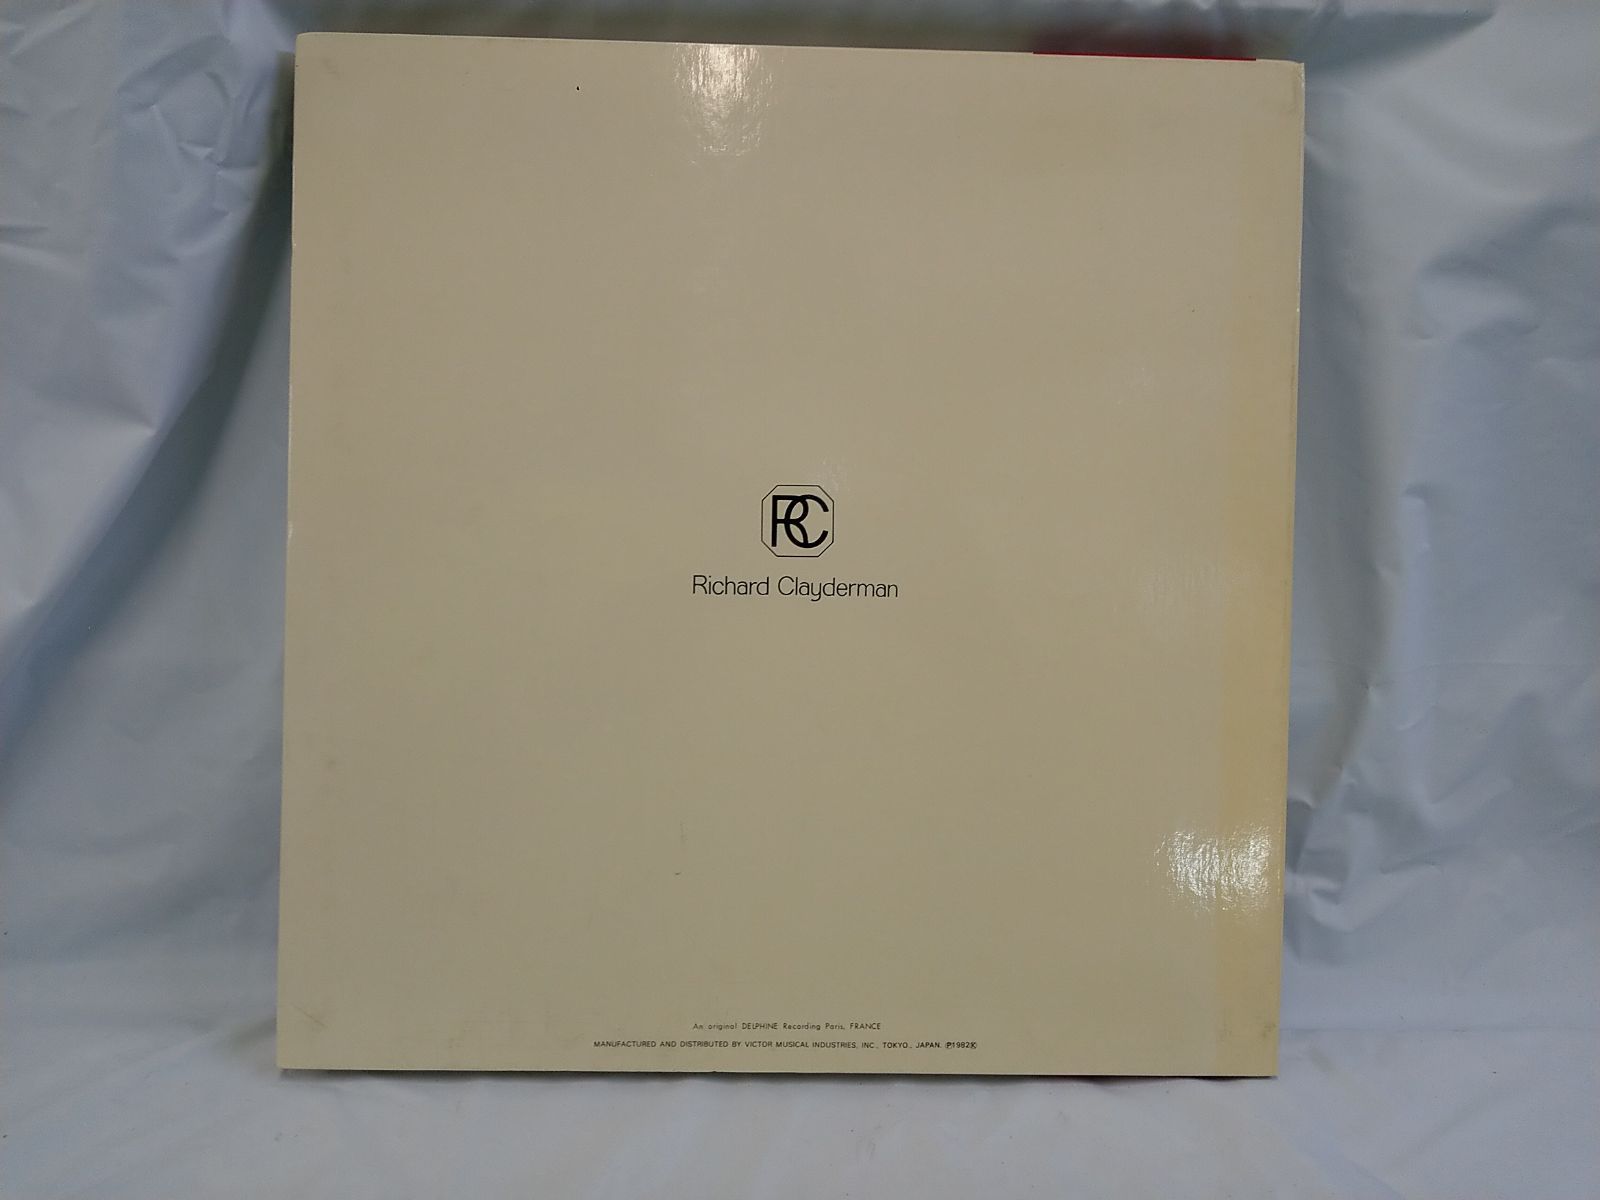 RC
Richard Clayderman
An original DELPHINE Recording Paris, FRANCE
MANUFACTURED AND DISTRIBUTED BY VICTOR MUSICAL INDUSTRIES, INC., TOKYO., JAPAN. Ⓟ1982Ⓚ